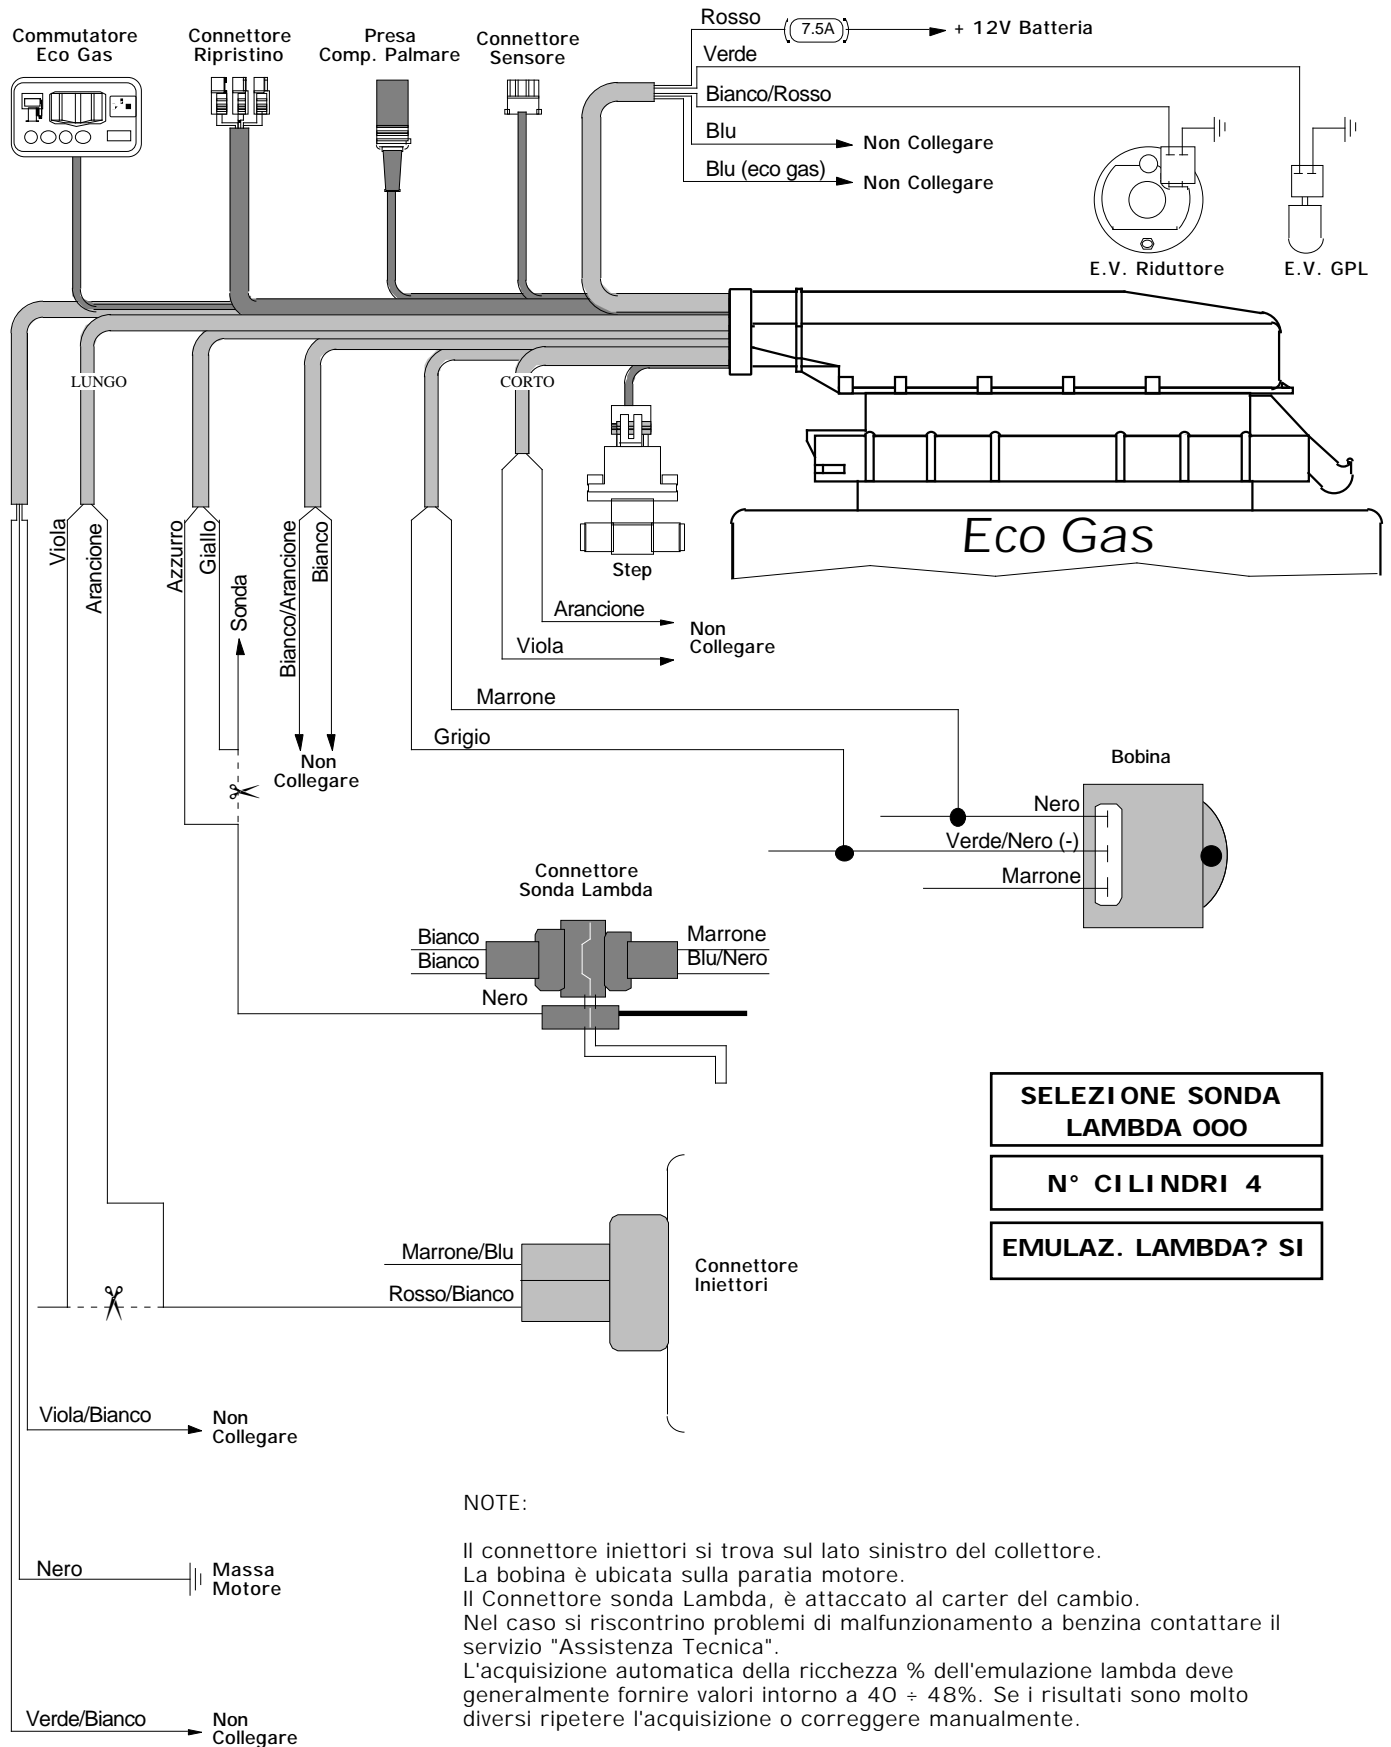 Commutatore
Eco Gas
Connettore
Ripristino
Presa
Comp. Palmare
Connettore
Sensore
Rosso
7.5A
+ 12V Batteria
Verde
Bianco/Rosso
Blu
Non Collegare
Blu (eco gas)
Non Collegare
E.V. Riduttore
E.V. GPL
LUNGO
CORTO
Eco Gas
Step
Viola
Arancione
Azzurro
Giallo
Sonda
Bianco/Arancione
Bianco
Non
Collegare
Arancione
Viola
Non
Collegare
Marrone
Grigio
Bobina
Nero
Verde/Nero (-)
Marrone
Connettore
Sonda Lambda
Bianco
Bianco
Marrone
Blu/Nero
Nero
SELEZIONE SONDA
LAMBDA 000
N° CILINDRI 4
EMULAZ. LAMBDA? SI
Marrone/Blu
Rosso/Bianco
Connettore
Iniettori
Viola/Bianco
Non
Collegare
Nero
Massa
Motore
Verde/Bianco
Non
Collegare
NOTE:
Il connettore iniettori si trova sul lato sinistro del collettore.
La bobina è ubicata sulla paratia motore.
Il Connettore sonda Lambda, è attaccato al carter del cambio.
Nel caso si riscontrino problemi di malfunzionamento a benzina contattare il
servizio "Assistenza Tecnica".
L'acquisizione automatica della ricchezza % dell'emulazione lambda deve
generalmente fornire valori intorno a 40 ÷ 48%. Se i risultati sono molto
diversi ripetere l'acquisizione o correggere manualmente.